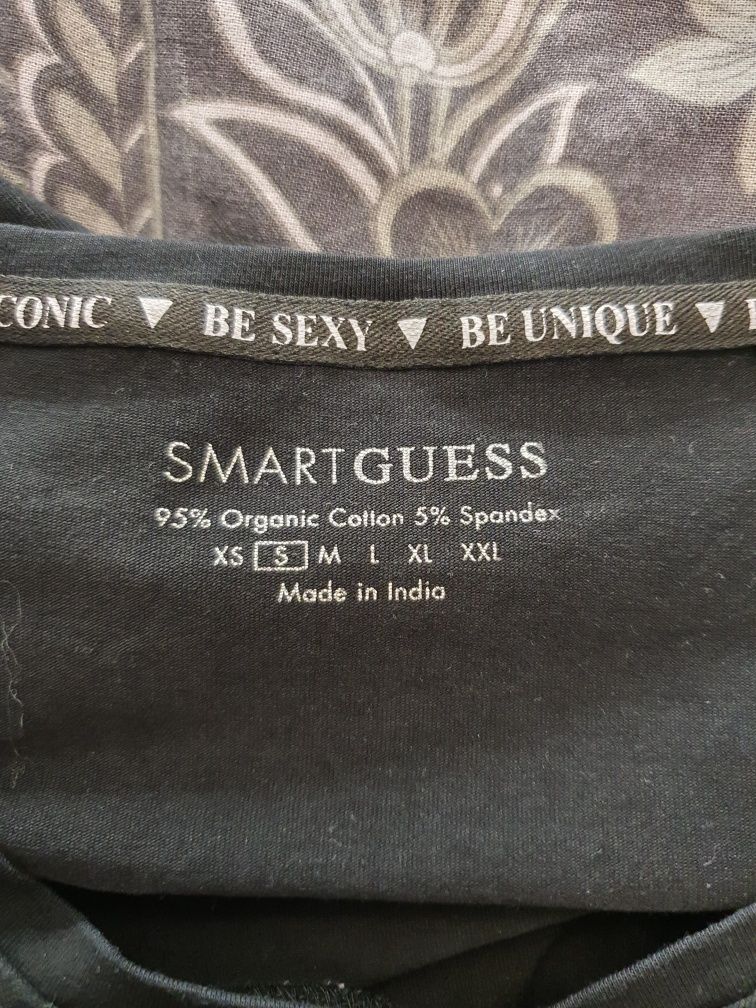 CONIC ▼ BE SEXY ▼ BE UNIQUE ▼
SMARTGUESS
95% Organic Cotton 5% Spandex
XS S M L XL XXL
Made in India